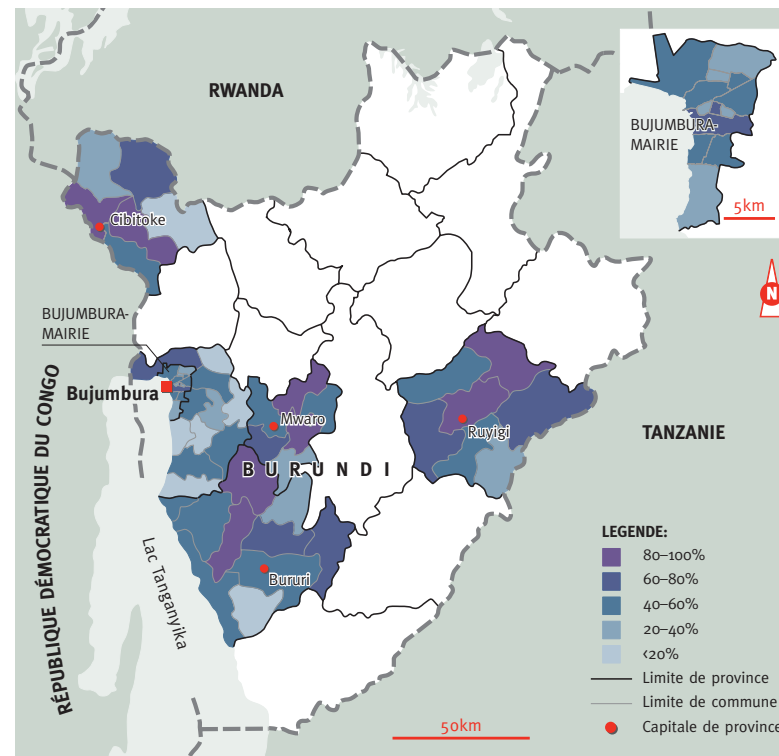 RWANDA
BUJUMBURA-
MAIRIE
5km
Cibitoke
N
BUJUMBURA-
MAIRIE
Bujumbura
Mwaro
Ruyigi
BURUNDI
TANZANIE
RÉPUBLIQUE DÉMOCRATIQUE DU CONGO
Lac Tanganyika
Bururi
LEGENDE:
80–100%
60–80%
40–60%
20–40%
<20%
Limite de province
Limite de commune
Capitale de province
50km